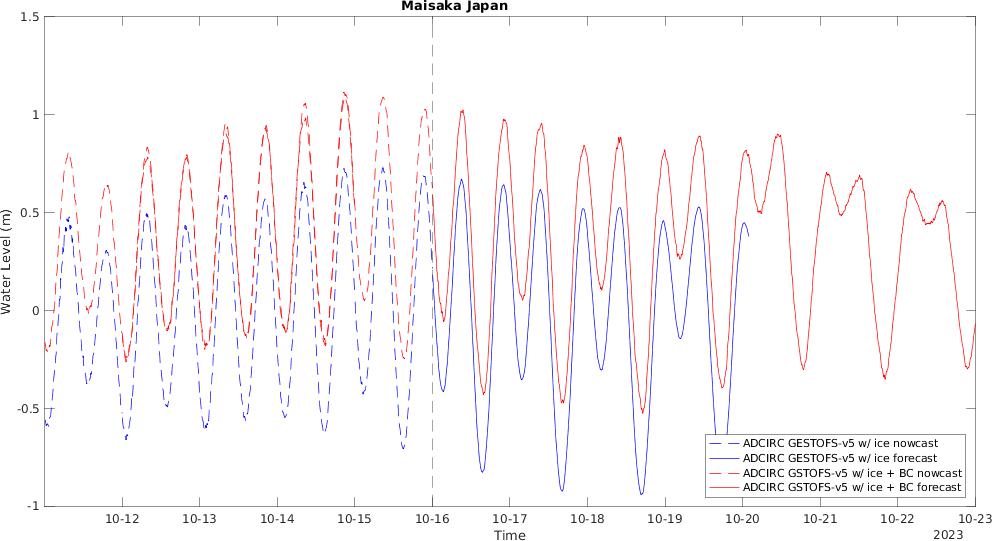 Maisaka Japan
1.5
1
0.5
0
-0.5
-1
Water Level (m)
10-12 10-13 10-14 10-15 10-16 10-17 10-18 10-19 10-20 10-21 10-22 10-23
2023
Time
ADCIRC GESTOFS-v5 w/ ice nowcast
ADCIRC GESTOFS-v5 w/ ice forecast
ADCIRC GSTOFS-v5 w/ ice + BC nowcast
ADCIRC GSTOFS-v5 w/ ice + BC forecast